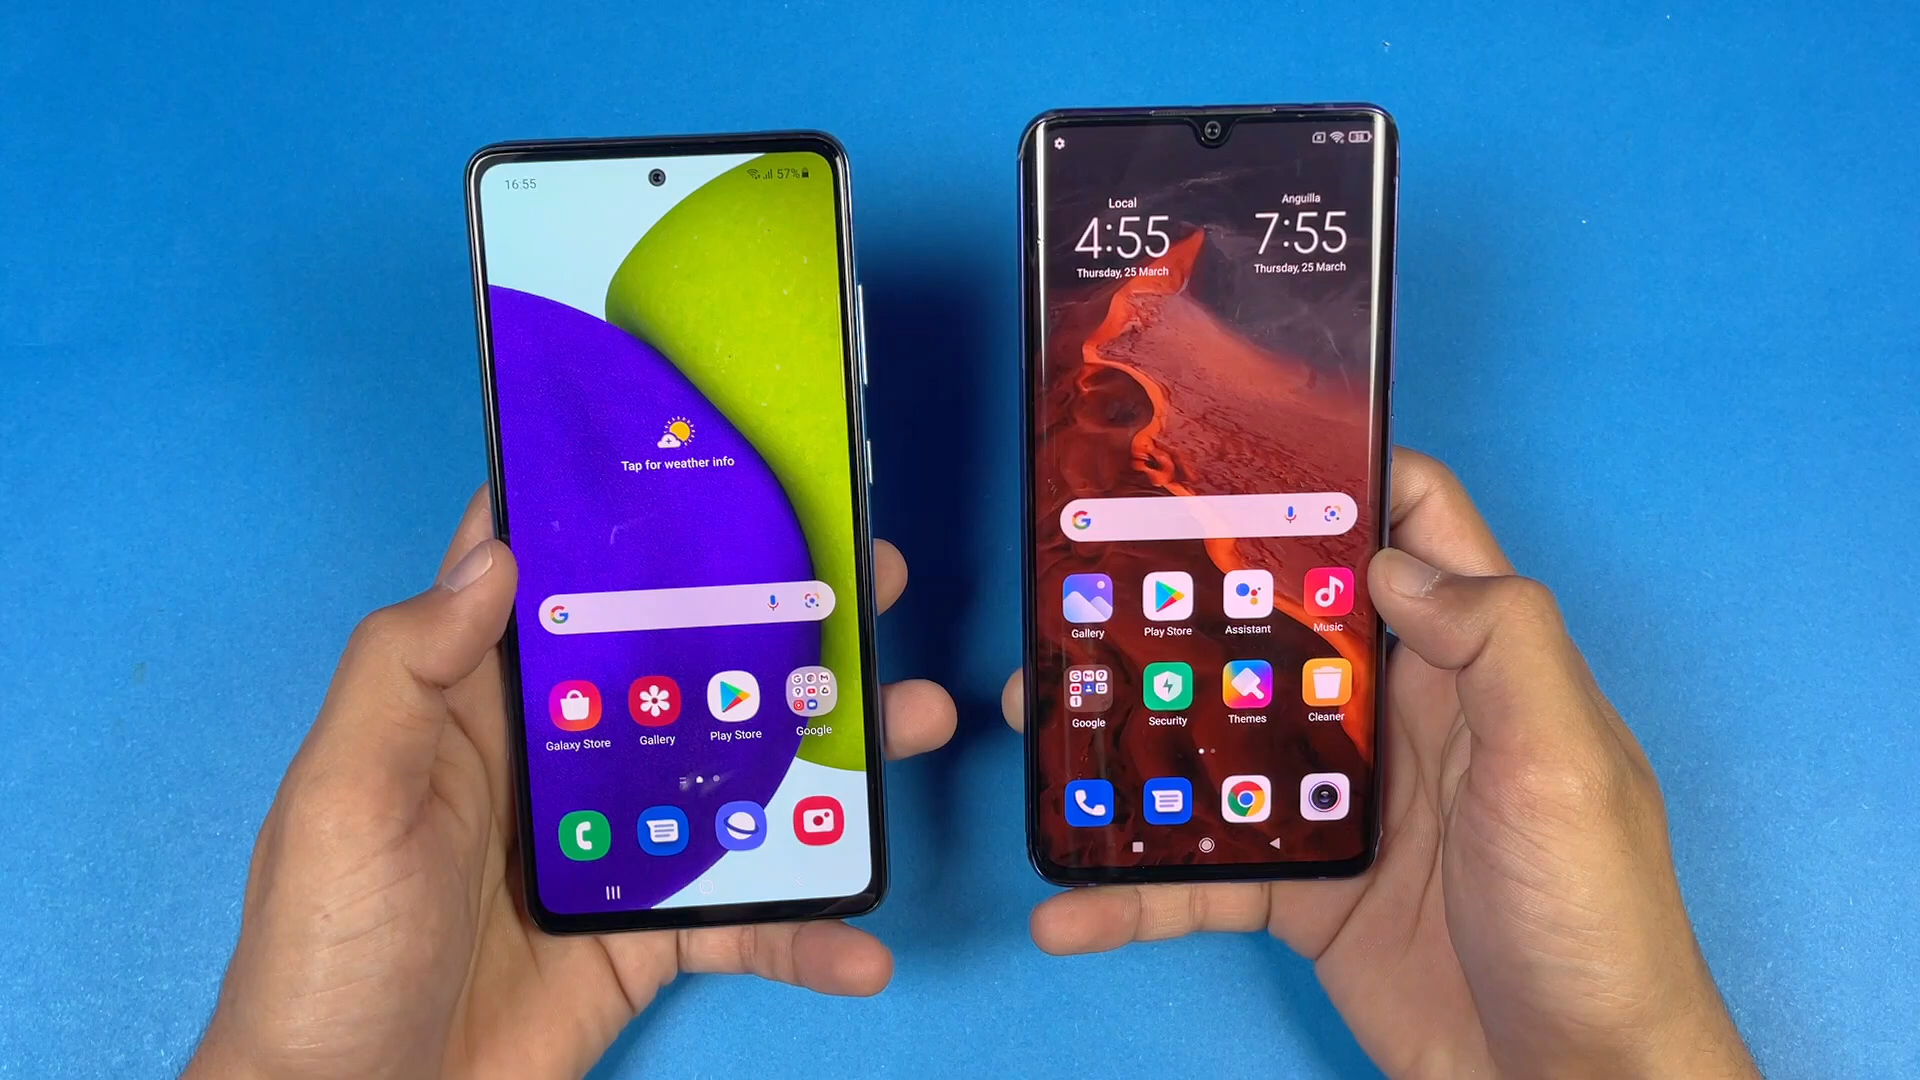 16:55
57%
Tap for weather info
Galaxy Store
Gallery
Play Store
Google
Local
4:55
Thursday, 25 March
Anguilla
7:55
Thursday, 25 March
Gallery
Play Store
Assistant
Music
Google
Security
Themes
Cleaner